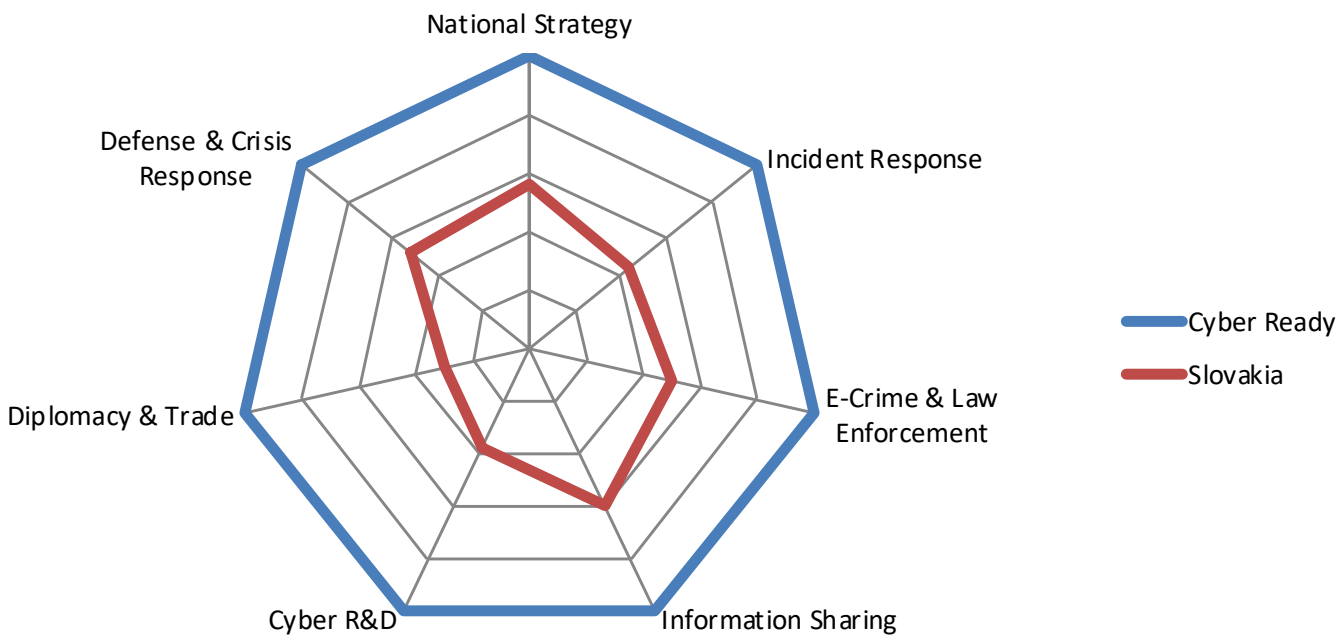 National Strategy
Defense & Crisis
Response
Incident Response
E-Crime & Law
Enforcement
Diplomacy & Trade
Cyber R&D
Information Sharing
Cyber Ready
Slovakia